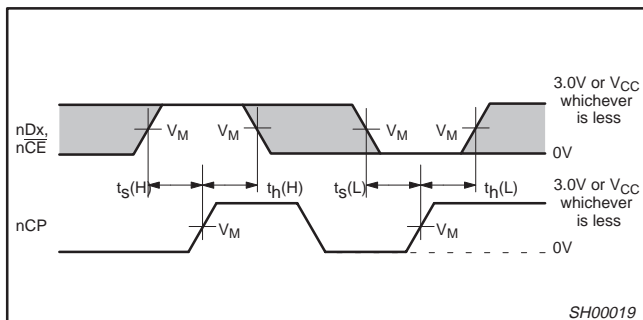 3.0V or VCC
whichever
is less
nDx,
nCE
VM
VM
VM
VM
0V
ts(H)
th(H)
ts(L)
th(L)
3.0V or VCC
whichever
is less
nCP
VM
VM
0V
SH00019